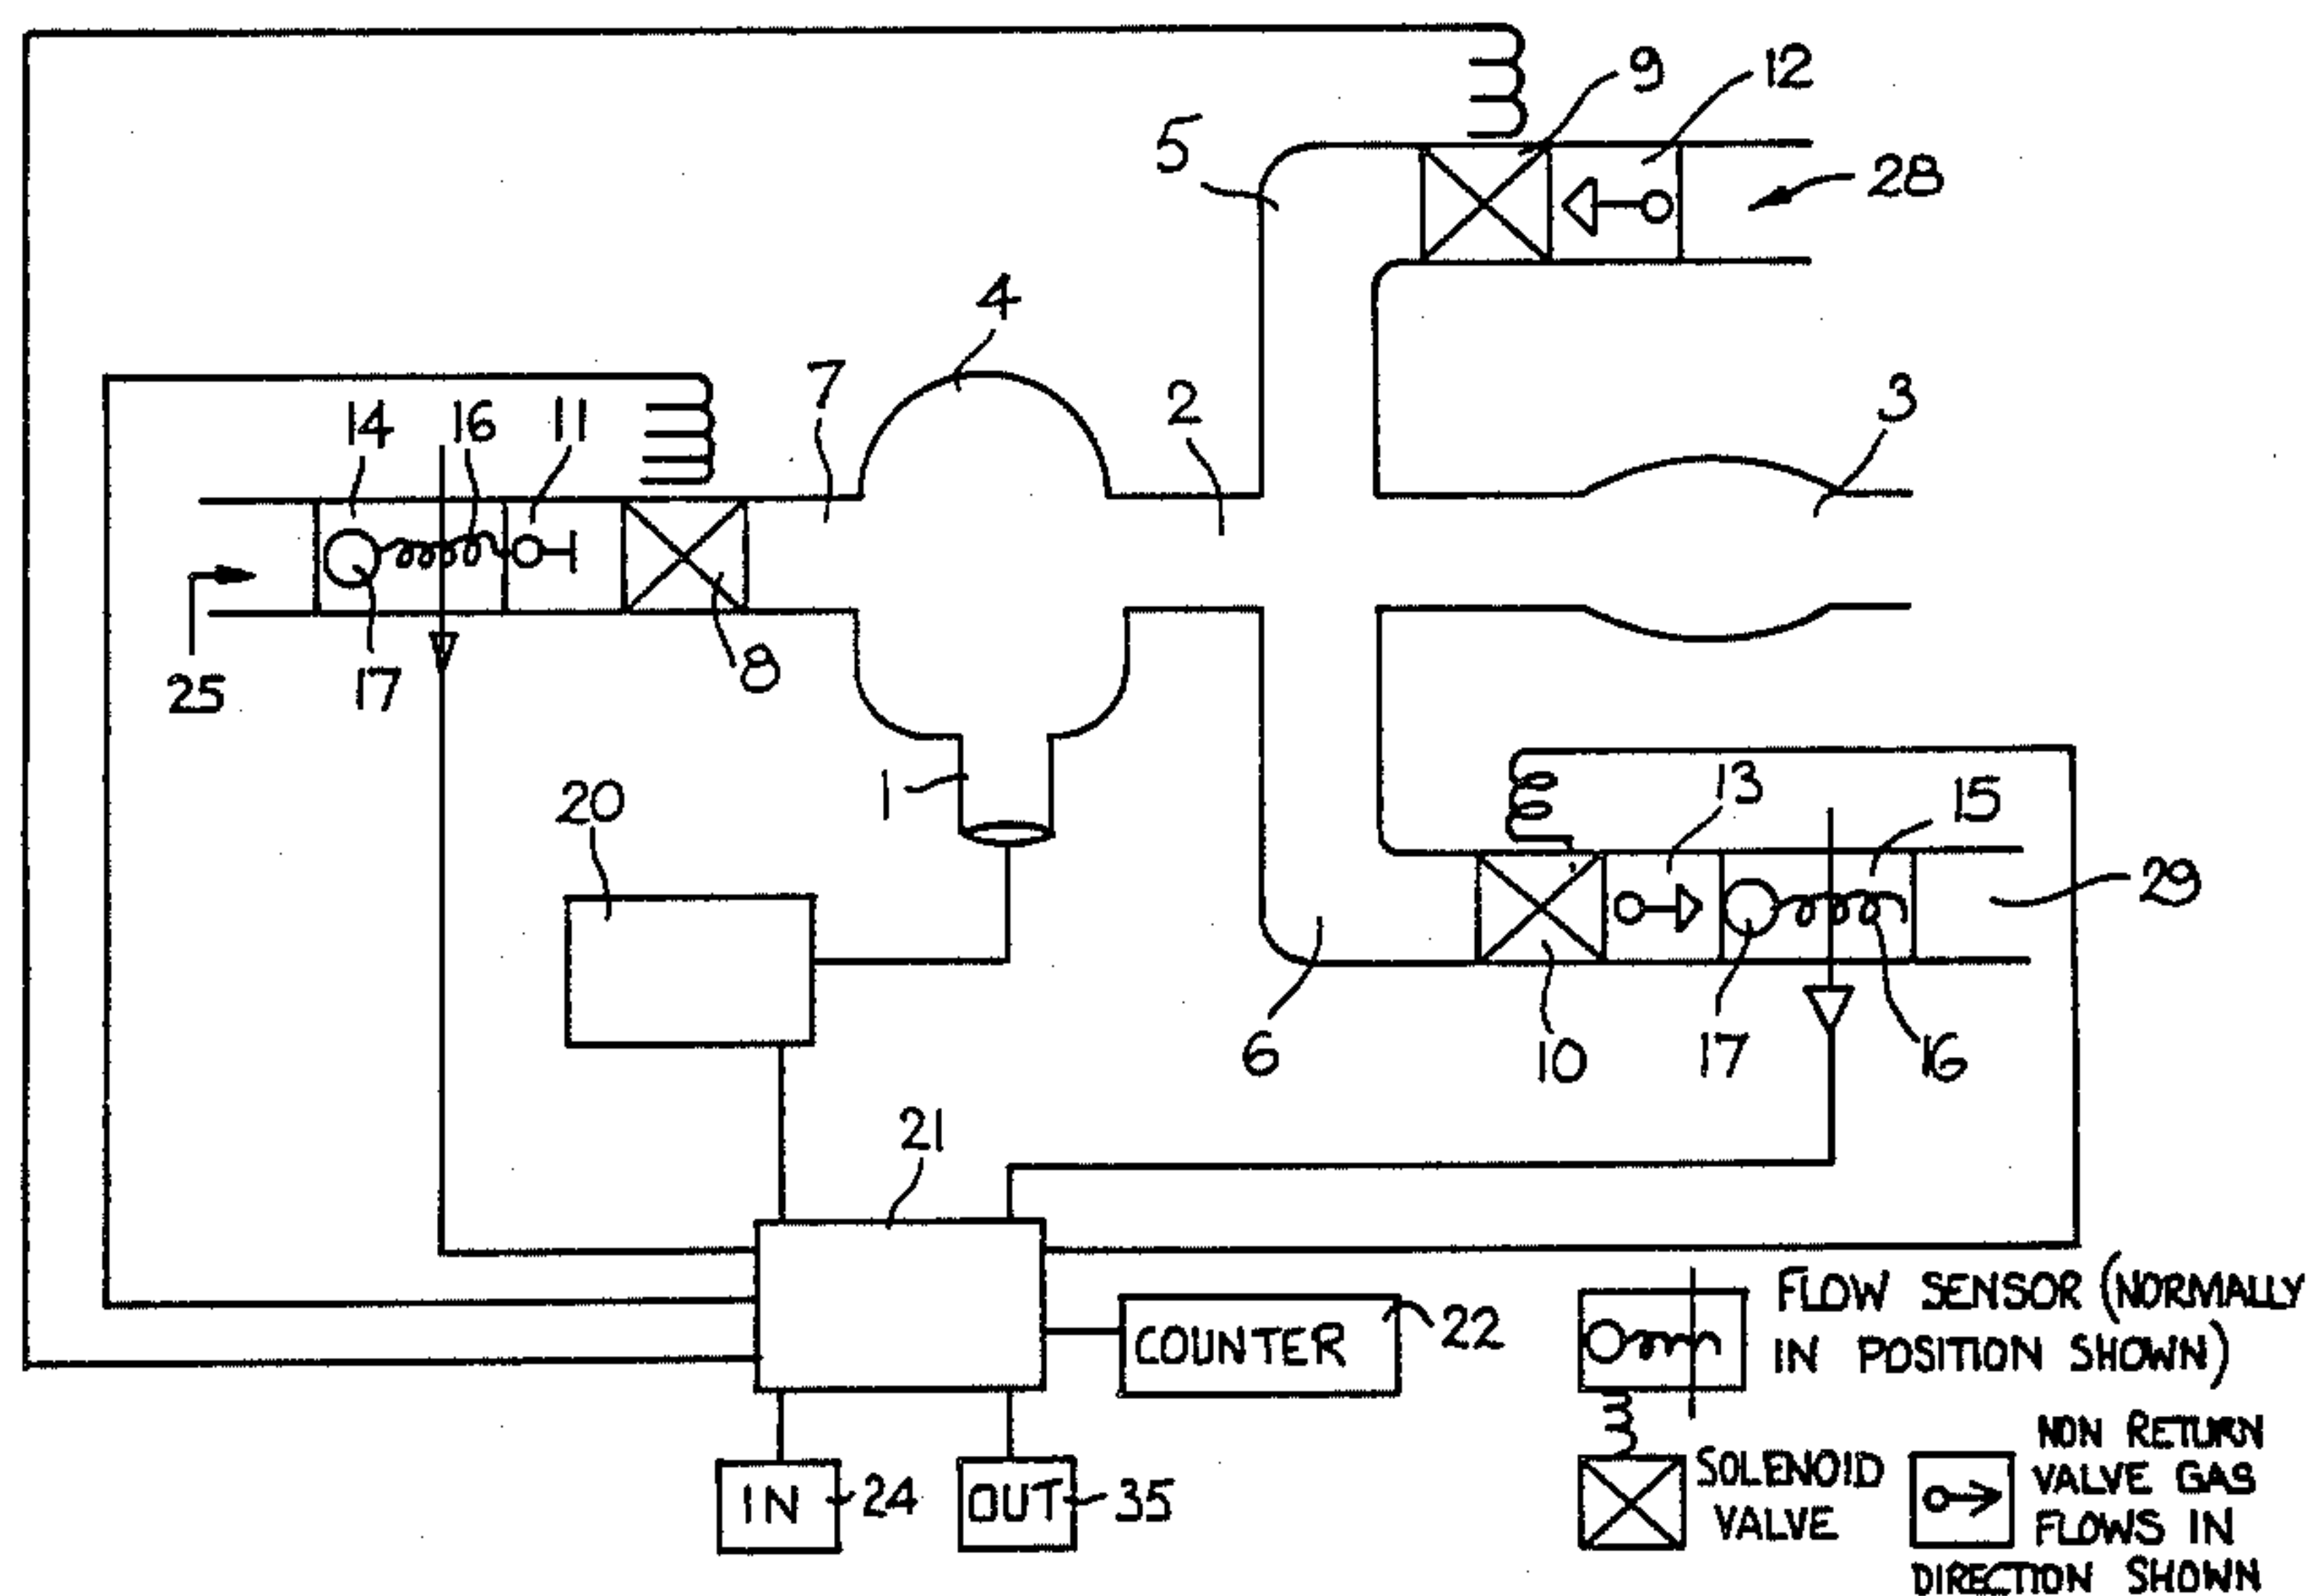 9
12
5
28
4
7
2
3
14
16
11
17
8
25
1
20
13
15
29
6
10
17
16
21
COUNTER
22
IN
24
OUT
35
FLOW SENSOR (NORMALLY
IN POSITION SHOWN)
SOLENOID
VALVE
NON RETURN
VALVE GAS
FLOWS IN
DIRECTION SHOWN